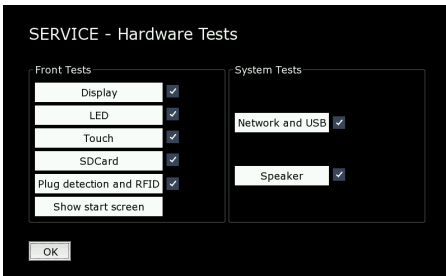 SERVICE - Hardware Tests
Front Tests
Display
LED
Touch
SDCard
Plug detection and RFID
Show start screen
System Tests
Network and USB
Speaker
OK